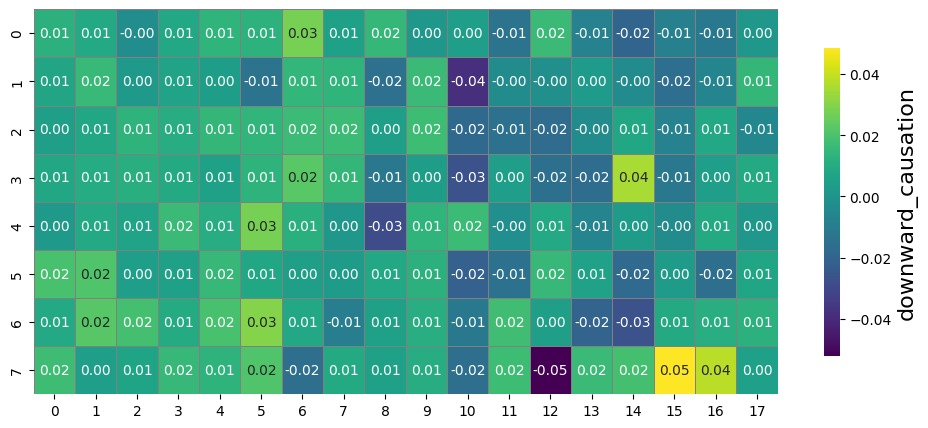 0 0.01 0.01 -0.00 0.01 0.01 0.01 0.03 0.01 0.02 0.00 0.00 -0.01 0.02 -0.01 -0.02 -0.01 -0.01 0.00
1 0.01 0.02 0.00 0.01 0.00 -0.01 0.01 0.01 -0.02 0.02 -0.04 -0.00 -0.00 0.00 -0.00 -0.02 -0.01 0.01
2 0.00 0.01 0.01 0.01 0.01 0.01 0.02 0.02 0.00 0.02 -0.02 -0.01 -0.02 -0.00 0.01 -0.01 0.01 -0.01
3 0.01 0.01 0.01 0.01 0.01 0.01 0.02 0.01 -0.01 0.00 -0.03 0.00 -0.02 -0.02 0.04 -0.01 0.00 0.01
4 0.00 0.01 0.01 0.02 0.01 0.03 0.01 0.00 -0.03 0.01 0.02 -0.00 0.01 -0.01 0.00 -0.00 0.01 0.00
5 0.02 0.02 0.00 0.01 0.02 0.01 0.00 0.00 0.01 0.01 -0.02 -0.01 0.02 0.01 -0.02 0.00 -0.02 0.01
6 0.01 0.02 0.02 0.01 0.02 0.03 0.01 -0.01 0.01 0.01 -0.01 0.02 0.00 -0.02 -0.03 0.01 0.01 0.01
7 0.02 0.00 0.01 0.02 0.01 0.02 -0.02 0.01 0.01 0.01 -0.02 0.02 -0.05 0.02 0.02 0.05 0.04 0.00
0 1 2 3 4 5 6 7 8 9 10 11 12 13 14 15 16 17
0.04
0.02
0.00
−0.02
−0.04
downward_causation